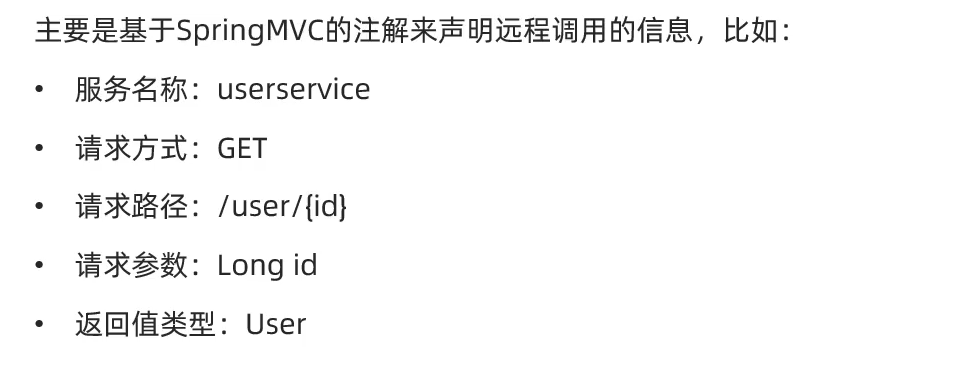 主要是基于SpringMVC的注解来声明远程调用的信息，比如：
• 服务名称：userservice
• 请求方式：GET
• 请求路径：/user/{id}
• 请求参数：Long id
• 返回值类型：User